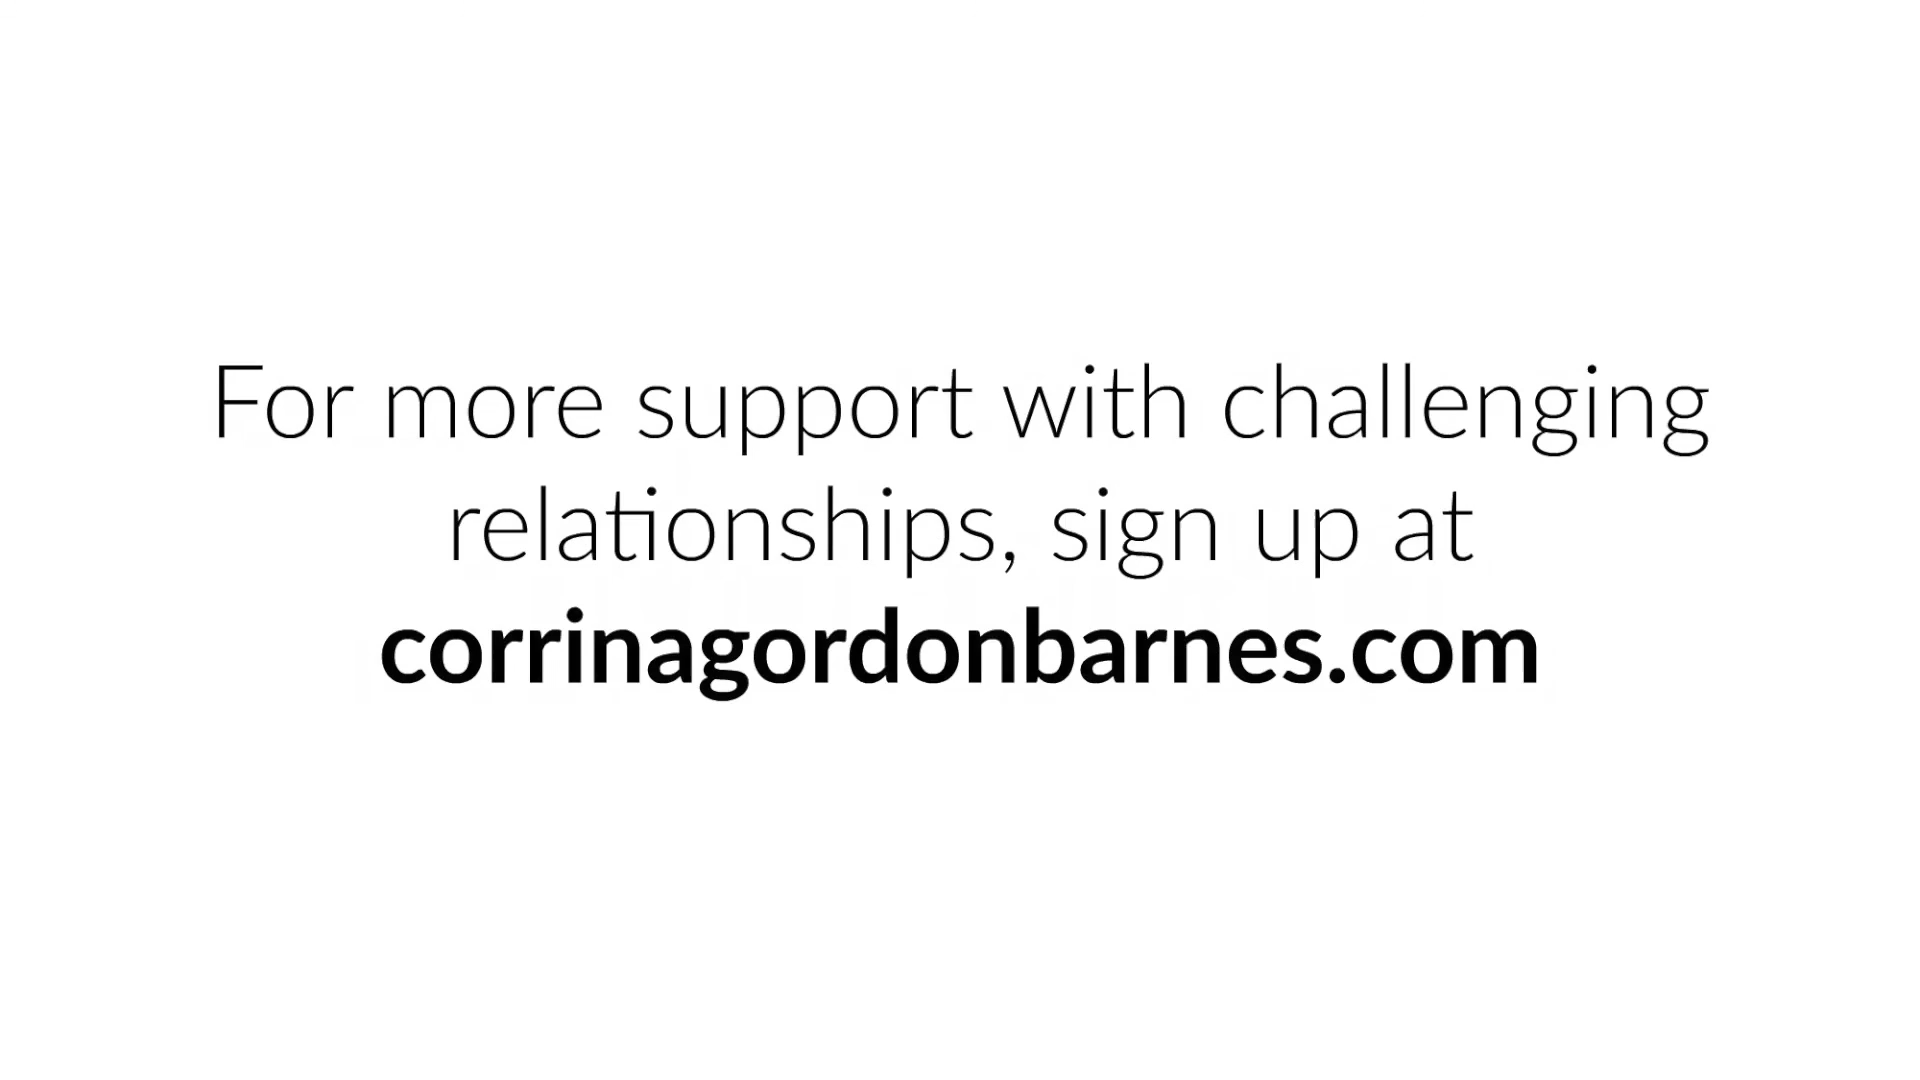 For more support with challenging
relationships, sign up at
corrinagordonbarnes.com